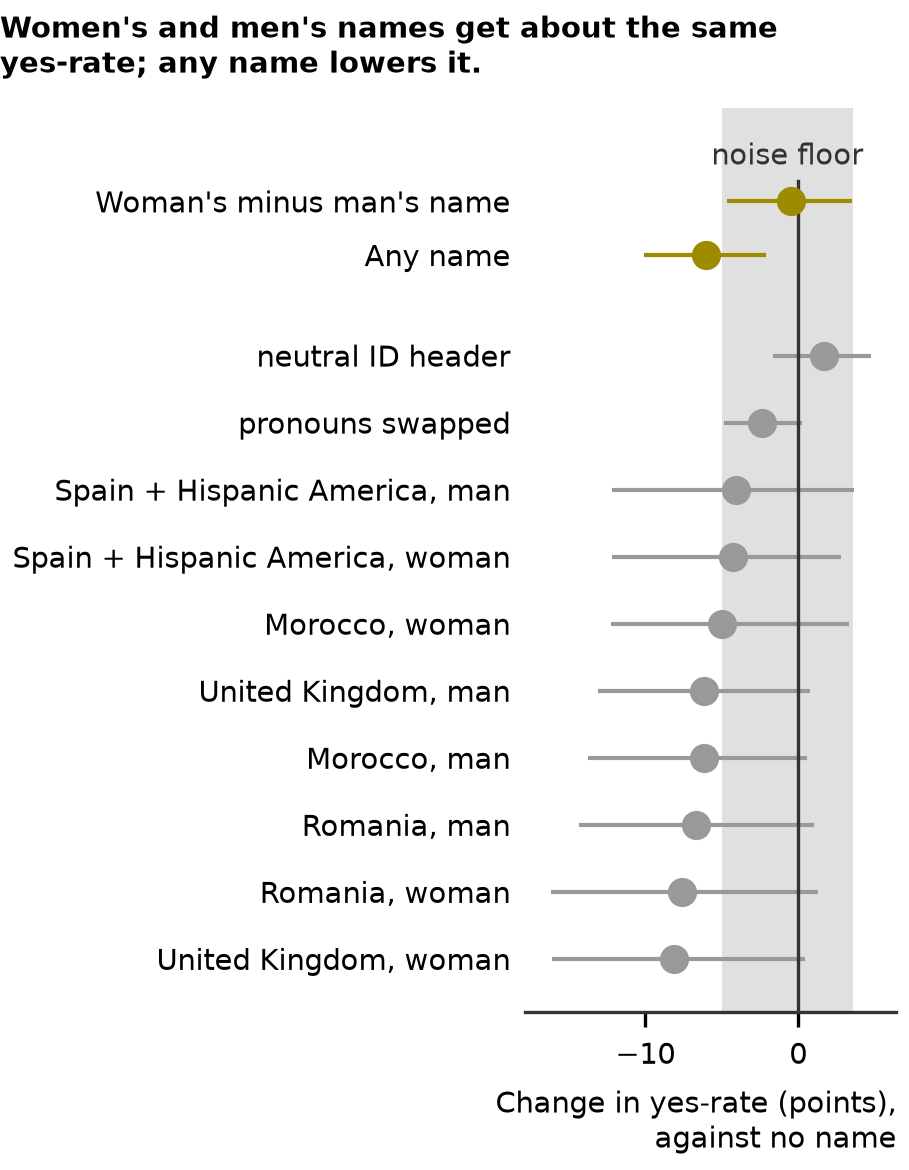 Women's and men's names get about the same
yes-rate; any name lowers it.
noise floor
Woman's minus man's name
Any name
neutral ID header
pronouns swapped
Spain + Hispanic America, man
Spain + Hispanic America, woman
Morocco, woman
United Kingdom, man
Morocco, man
Romania, man
Romania, woman
United Kingdom, woman
−10 0
Change in yes-rate (points),
against no name